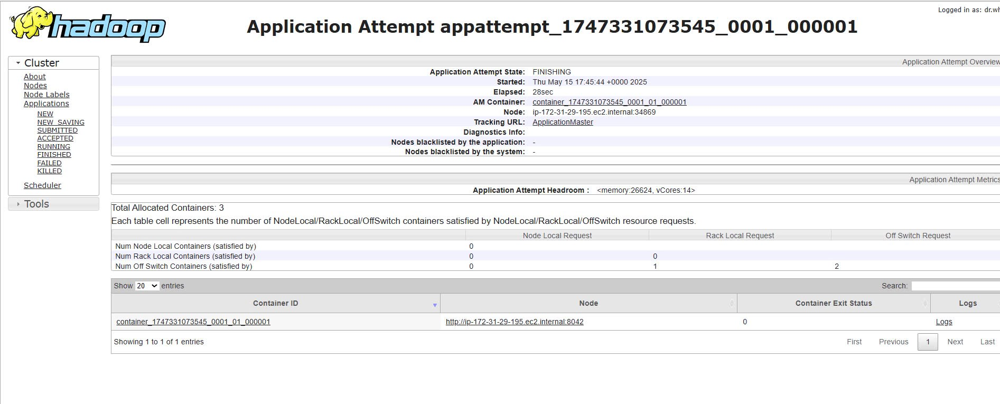 Logged in as: dr.wh
hadoop
Application Attempt appattempt_1747331073545_0001_000001
Cluster
About
Nodes
Node Labels
Applications
NEW
NEW_SAVING
SUBMITTED
ACCEPTED
RUNNING
FINISHED
FAILED
KILLED
Scheduler
Tools
Application Attempt Overview
Application Attempt State: FINISHING
Started: Thu May 15 17:45:44 +0000 2025
Elapsed: 28sec
AM Container: container_1747331073545_0001_01_000001
Node: ip-172-31-29-195.ec2.internal:34869
Tracking URL: ApplicationMaster
Diagnostics Info:
Nodes blacklisted by the application: -
Nodes blacklisted by the system: -
Application Attempt Metrics
Application Attempt Headroom : <memory:26624, vCores:14>
Total Allocated Containers: 3
Each table cell represents the number of NodeLocal/RackLocal/OffSwitch containers satisfied by NodeLocal/RackLocal/OffSwitch resource requests.
Node Local Request Rack Local Request Off Switch Request
Num Node Local Containers (satisfied by) 0
Num Rack Local Containers (satisfied by) 0 0
Num Off Switch Containers (satisfied by) 0 1 2
Show 20 entries Search:
Container ID Node Container Exit Status Logs
container_1747331073545_0001_01_000001 http://ip-172-31-29-195.ec2.internal:8042 0 Logs
Showing 1 to 1 of 1 entries First Previous 1 Next Last